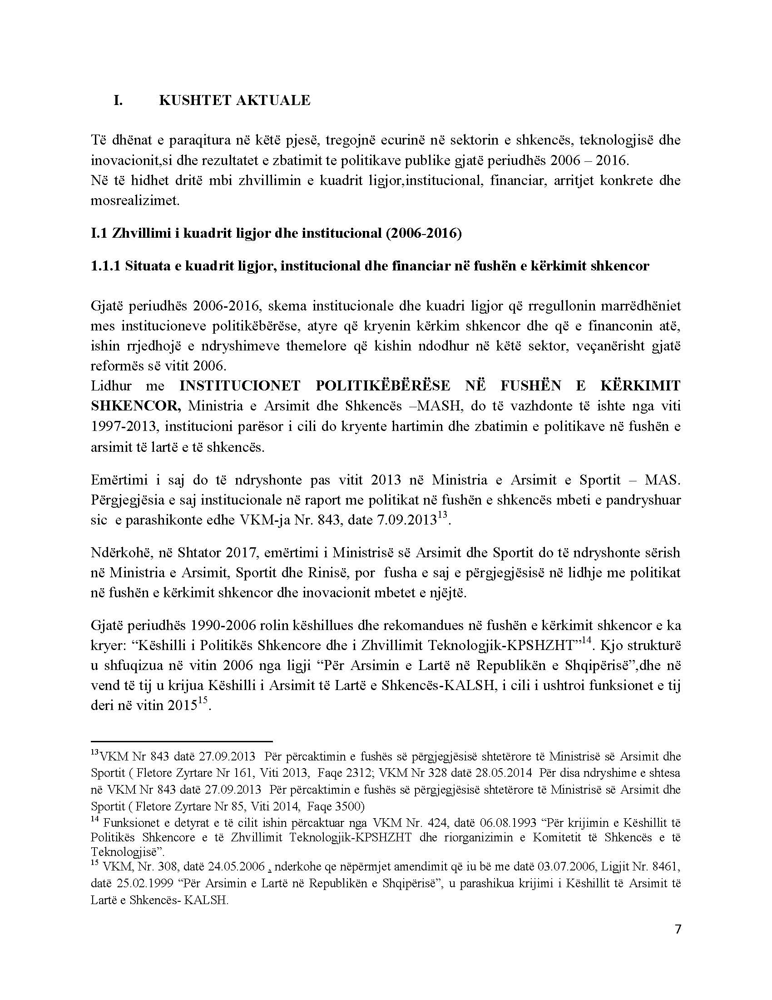 I. KUSHTET AKTUALE
Të dhënat e paraqitura në këtë pjesë, tregojnë ecurinë në sektorin e shkencës, teknologjisë dhe
inovacionit,si dhe rezultatet e zbatimit te politikave publike gjatë periudhës 2006 – 2016.
Në të hidhet dritë mbi zhvillimin e kuadrit ligjor,institucional, financiar, arritjet konkrete dhe
mosrealizimet.
I.1 Zhvillimi i kuadrit ligjor dhe institucional (2006-2016)
1.1.1 Situata e kuadrit ligjor, institucional dhe financiar në fushën e kërkimit shkencor
Gjatë periudhës 2006-2016, skema institucionale dhe kuadri ligjor që rregullonin marrëdhëniet
mes institucioneve politikëbërëse, atyre që kryenin kërkim shkencor dhe që e financonin atë,
ishin rrjedhojë e ndryshimeve themelore që kishin ndodhur në këtë sektor, veçanërisht gjatë
reformës së vitit 2006.
Lidhur me INSTITUCIONET POLITIKËBËRËSE NË FUSHËN E KËRKIMIT
SHKENCOR, Ministria e Arsimit dhe Shkencës –MASH, do të vazhdonte të ishte nga viti
1997-2013, institucioni parësor i cili do kryente hartimin dhe zbatimin e politikave në fushën e
arsimit të lartë e të shkencës.
Emërtimi i saj do të ndryshonte pas vitit 2013 në Ministria e Arsimit e Sportit – MAS.
Përgjegjësia e saj institucionale në raport me politikat në fushën e shkencës mbeti e pandryshuar
sic e parashikonte edhe VKM-ja Nr. 843, date 7.09.2013¹³.
Ndërkohë, në Shtator 2017, emërtimi i Ministrisë së Arsimit dhe Sportit do të ndryshonte sërish
në Ministria e Arsimit, Sportit dhe Rinisë, por fusha e saj e përgjegjësisë në lidhje me politikat
në fushën e kërkimit shkencor dhe inovacionit mbetet e njëjtë.
Gjatë periudhës 1990-2006 rolin këshillues dhe rekomandues në fushën e kërkimit shkencor e ka
kryer: “Këshilli i Politikës Shkencore dhe i Zhvillimit Teknologjik-KPSHZHT”¹⁴. Kjo strukturë
u shfuqizua në vitin 2006 nga ligji “Për Arsimin e Lartë në Republikën e Shqipërisë”,dhe në
vend të tij u krijua Këshilli i Arsimit të Lartë e Shkencës-KALSH, i cili i ushtroi funksionet e tij
deri në vitin 2015¹⁵.
¹³VKM Nr 843 datë 27.09.2013 Për përcaktimin e fushës së përgjegjësisë shtetërore të Ministrisë së Arsimit dhe
Sportit ( Fletore Zyrtare Nr 161, Viti 2013, Faqe 2312; VKM Nr 328 datë 28.05.2014 Për disa ndryshime e shtesa
në VKM Nr 843 datë 27.09.2013 Për përcaktimin e fushës së përgjegjësisë shtetërore të Ministrisë së Arsimit dhe
Sportit ( Fletore Zyrtare Nr 85, Viti 2014, Faqe 3500)
¹⁴ Funksionet e detyrat e të cilit ishin përcaktuar nga VKM Nr. 424, datë 06.08.1993 “Për krijimin e Këshillit të
Politikës Shkencore e të Zhvillimit Teknologjik-KPSHZHT dhe riorganizimin e Komitetit të Shkencës e të
Teknologjisë”.
¹⁵ VKM, Nr. 308, datë 24.05.2006 , nderkohe qe nëpërmjet amendimit që iu bë me datë 03.07.2006, Ligjit Nr. 8461,
datë 25.02.1999 “Për Arsimin e Lartë në Republikën e Shqipërisë”, u parashikua krijimi i Këshillit të Arsimit të
Lartë e Shkencës- KALSH.
7